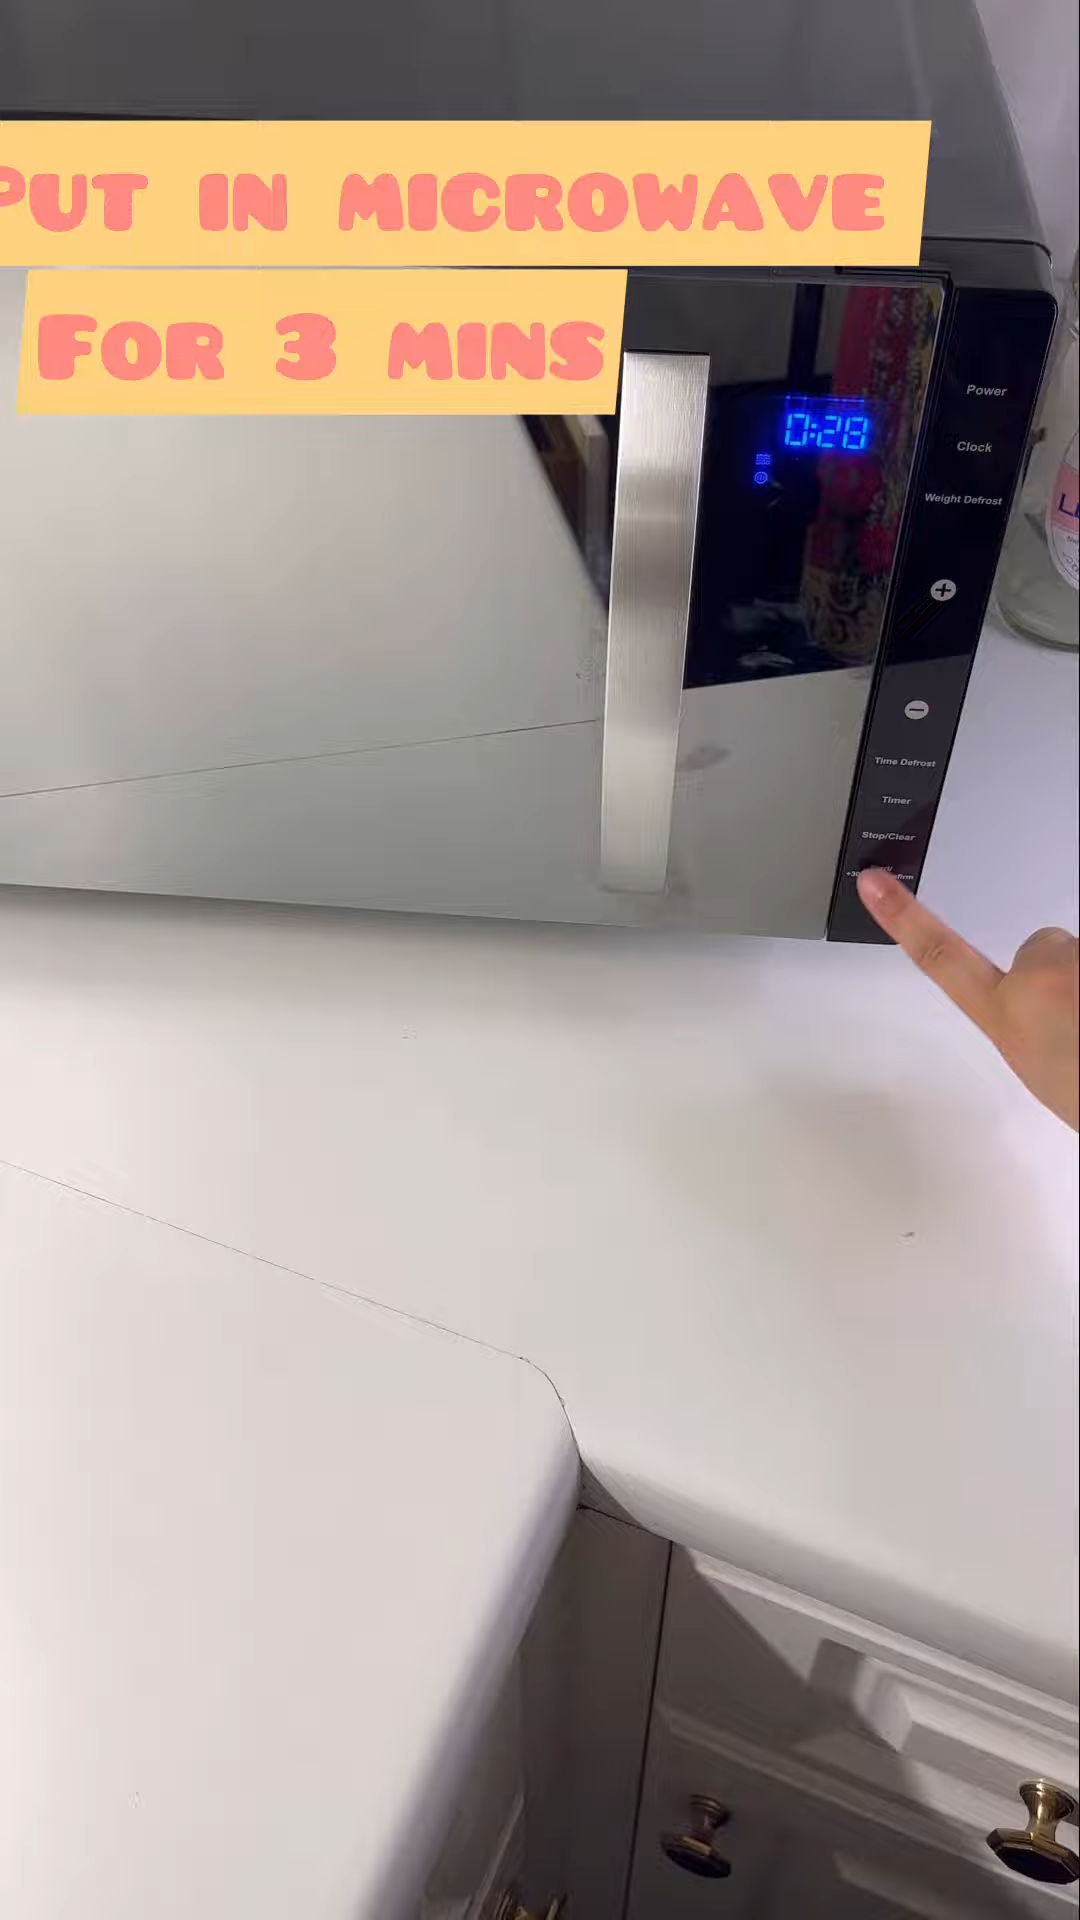 PUT IN MICROWAVE
FOR 3 MINS
0:28
Power
Clock
Weight Defrost
Time Defrost
Timer
Stop/Clear